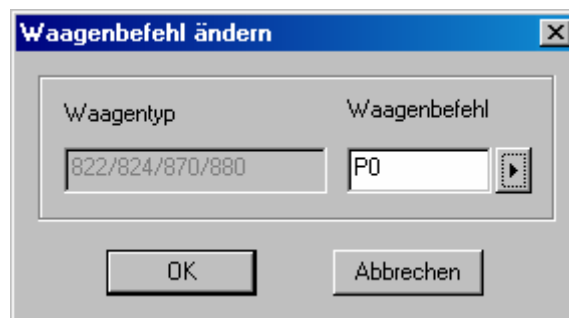 Waagenbefehl ändern
Waagentyp Waagenbefehl
822/824/870/880 P0
OK Abbrechen